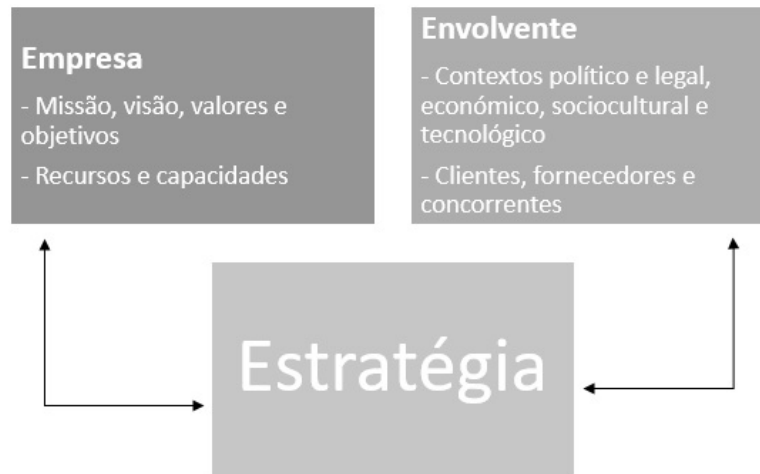 Empresa
- Missão, visão, valores e
objetivos
- Recursos e capacidades
Envolvente
- Contextos político e legal,
económico, sociocultural e
tecnológico
- Clientes, fornecedores e
concorrentes
Estratégia